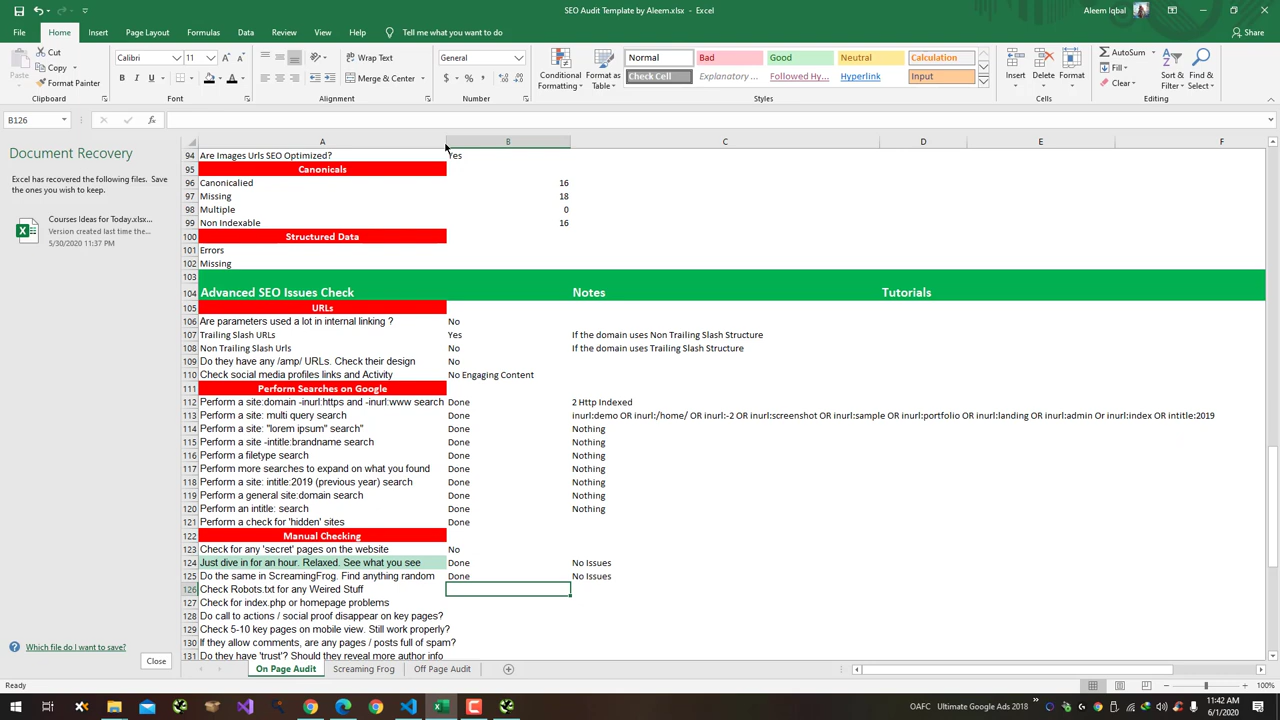 SEO Audit Template by Aleem.xlsx - Excel
Aleem Iqbal
File Home Insert Page Layout Formulas Data Review View Help Tell me what you want to do
Share
Paste
Cut
Copy
Format Painter
Clipboard
Calibri 11
B I U
Font
Wrap Text
Merge & Center
Alignment
General
$ % ,
Number
Conditional Formatting
Format as Table
Normal Bad Good Neutral Calculation
Check Cell Explanatory ... Followed Hy... Hyperlink Input
Styles
Insert Delete Format
Cells
AutoSum
Fill
Clear
Sort & Filter
Find & Select
Editing
B126
fx
Document Recovery
Excel has recovered the following files. Save the ones you wish to keep.
Courses Ideas for Today.xlsx...
Version created last time the...
5/30/2020 11:37 PM
Which file do I want to save?
Close
A B C D E F
94 Are Images Urls SEO Optimized? Yes
95 Canonicals
96 Canonicalied 16
97 Missing 18
98 Multiple 0
99 Non Indexable 16
100 Structured Data
101 Errors
102 Missing
103
104 Advanced SEO Issues Check Notes Tutorials
105 URLs
106 Are parameters used a lot in internal linking ? No
107 Trailing Slash URLs Yes If the domain uses Non Trailing Slash Structure
108 Non Trailing Slash Urls No If the domain uses Trailing Slash Structure
109 Do they have any /amp/ URLs. Check their design No
110 Check social media profiles links and Activity No Engaging Content
111 Perform Searches on Google
112 Perform a site:domain -inurl:https and -inurl:www search Done 2 Http Indexed
113 Perform a site: multi query search Done inurl:demo OR inurl:/home/ OR inurl:-2 OR inurl:screenshot OR inurl:sample OR inurl:portfolio OR inurl:landing OR inurl:admin Or inurl:index OR intitle:2019
114 Perform a site: "lorem ipsum" search" Done Nothing
115 Perform a site -intitle:brandname search Done Nothing
116 Perform a filetype search Done Nothing
117 Perform more searches to expand on what you found Done Nothing
118 Perform a site: intitle:2019 (previous year) search Done Nothing
119 Perform a general site:domain search Done Nothing
120 Perform an intitle: search Done Nothing
121 Perform a check for 'hidden' sites Done
122 Manual Checking
123 Check for any 'secret' pages on the website No
124 Just dive in for an hour. Relaxed. See what you see Done No Issues
125 Do the same in ScreamingFrog. Find anything random Done No Issues
126 Check Robots.txt for any Weired Stuff
127 Check for index.php or homepage problems
128 Do call to actions / social proof disappear on key pages?
129 Check 5-10 key pages on mobile view. Still work properly?
130 If they allow comments, are any pages / posts full of spam?
131 Do they have 'trust'? Should they reveal more author info
On Page Audit Screaming Frog Off Page Audit
Ready
100%
OAFC Ultimate Google Ads 2018
11:42 AM
6/1/2020